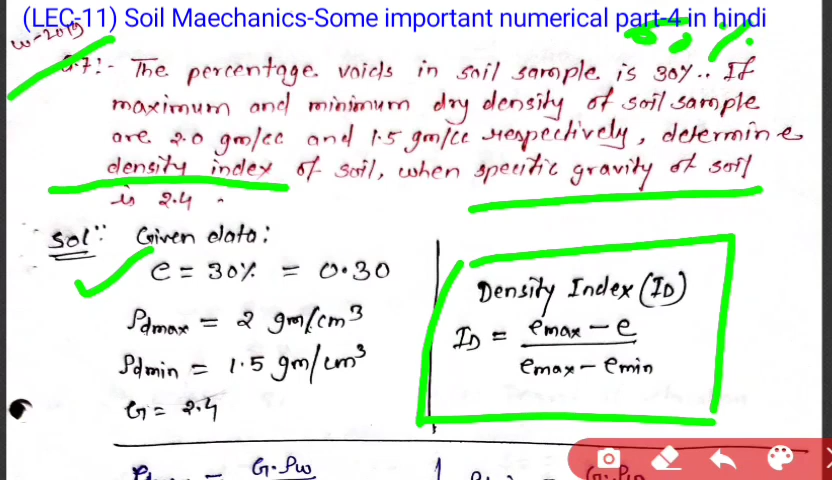 (LEC-11) Soil Maechanics-Some important numerical part-4 in hindi
w-2019
Q.7:- The percentage voids in soil sample is 30%.. If
maximum and minimum dry density of soil sample
are 2.0 gm/cc and 1.5 gm/cc respectively, determine
density index of soil, when specific gravity of soil
is 2.4.
Sol": Given data:
e = 30% = 0.30
ρdmax = 2 gm/cm³
ρdmin = 1.5 gm/cm³
G = 2.4
Density Index (ID)
ID = emax - e / emax - emin
G.ρw